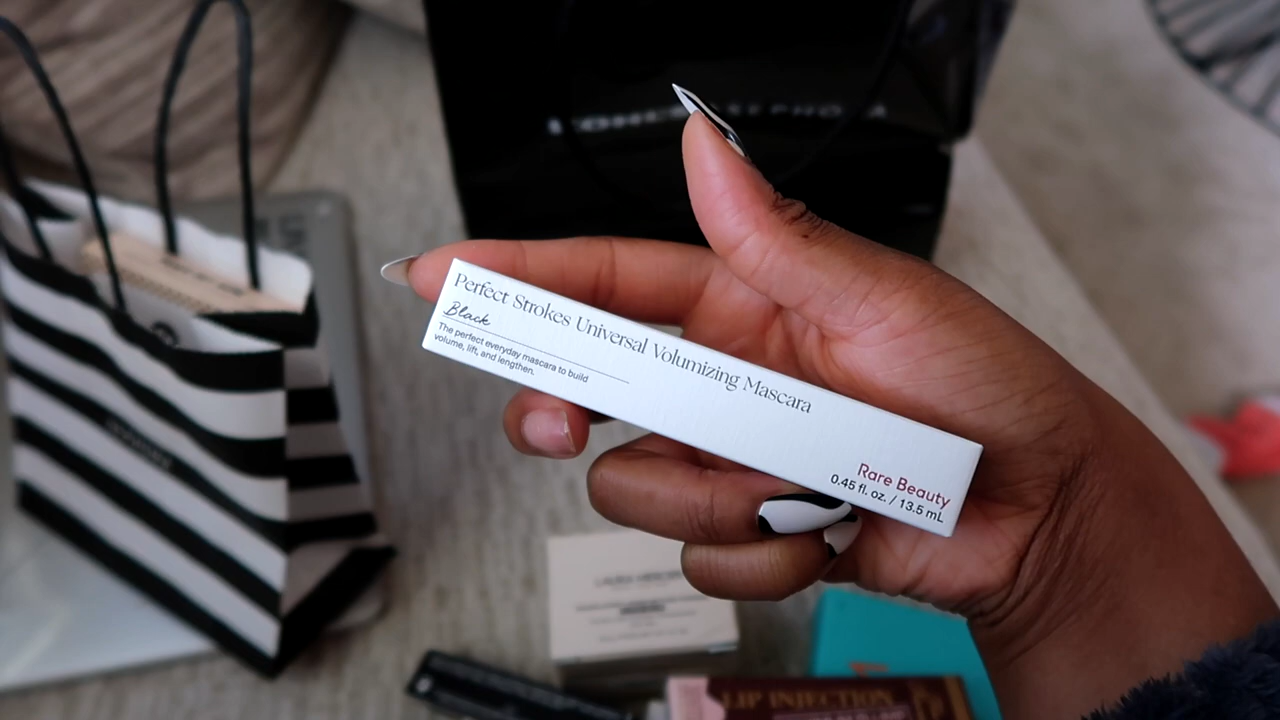 Perfect Strokes Universal Volumizing Mascara
Black
The perfect everyday mascara to build
volume, lift, and lengthen.
Rare Beauty
0.45 fl. oz. / 13.5 mL
LIP INJECTION